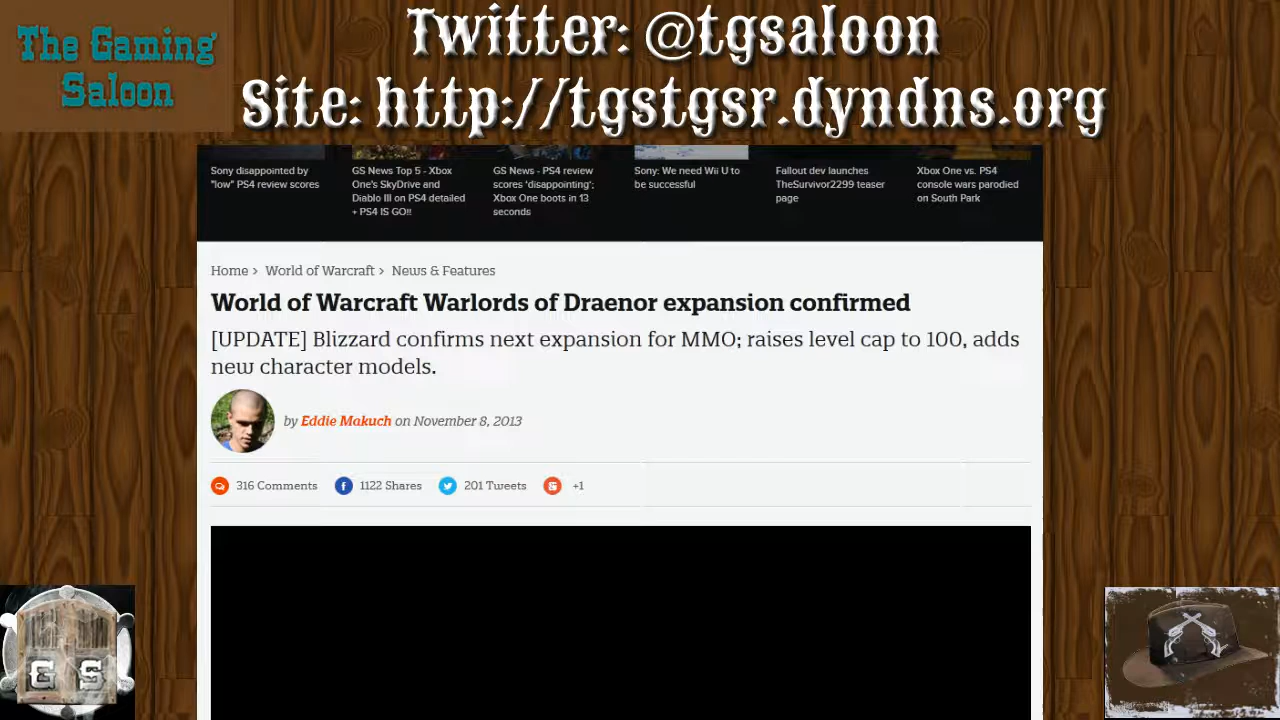 The Gaming
Saloon
Twitter: @tgsaloon
Site: http://tgstgsr.dyndns.org
Sony disappointed by
"low" PS4 review scores
GS News Top 5 - Xbox
One's SkyDrive and
Diablo III on PS4 detailed
+ PS4 IS GO!!
GS News - PS4 review
scores 'disappointing';
Xbox One boots in 13
seconds
Sony: We need Wii U to
be successful
Fallout dev launches
TheSurvivor2299 teaser
page
Xbox One vs. PS4
console wars parodied
on South Park
Home > World of Warcraft > News & Features
World of Warcraft Warlords of Draenor expansion confirmed
[UPDATE] Blizzard confirms next expansion for MMO; raises level cap to 100, adds
new character models.
by Eddie Makuch on November 8, 2013
316 Comments 1122 Shares 201 Tweets +1
G S